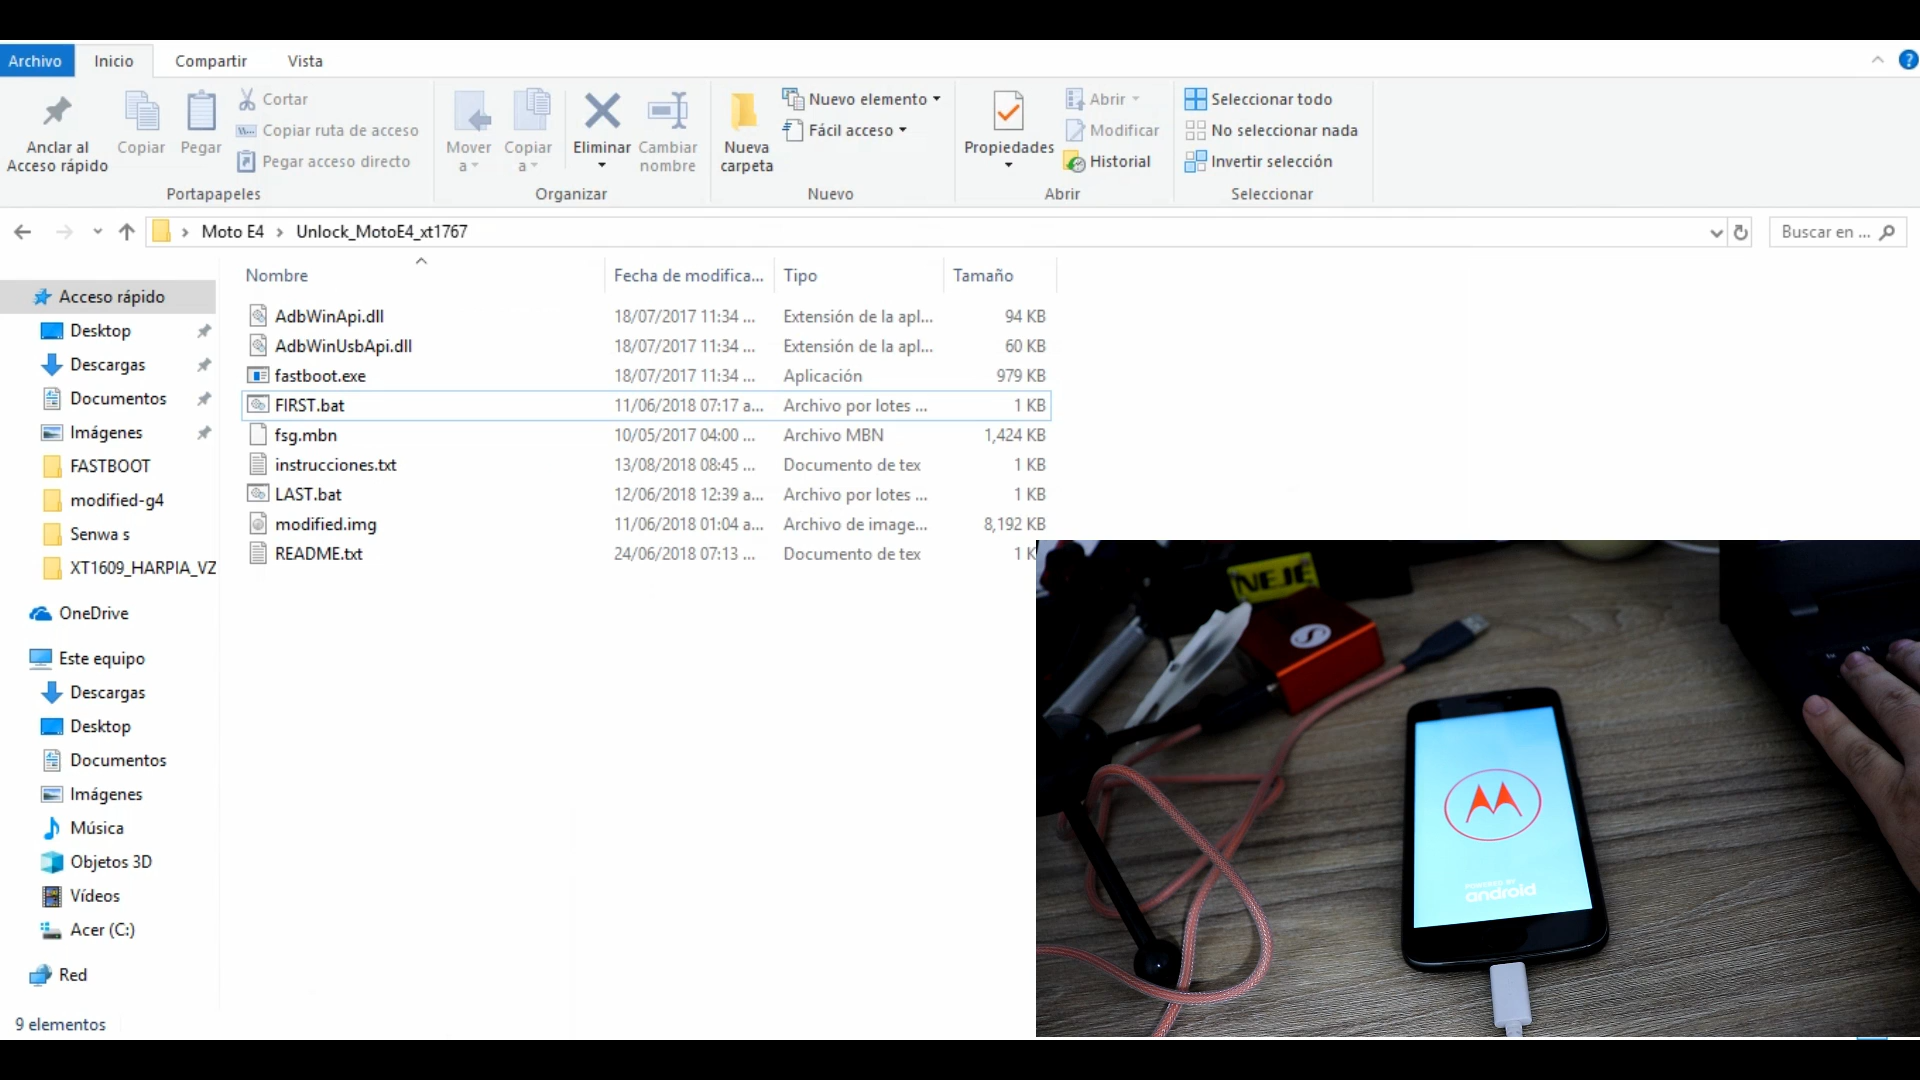 Archivo Inicio Compartir Vista
Anclar al Acceso rápido
Copiar
Pegar
Cortar
Copiar ruta de acceso
Pegar acceso directo
Portapapeles
Mover a
Copiar a
Eliminar
Cambiar nombre
Organizar
Nueva carpeta
Nuevo elemento
Fácil acceso
Nuevo
Propiedades
Abrir
Modificar
Historial
Abrir
Seleccionar todo
No seleccionar nada
Invertir selección
Seleccionar
Moto E4 › Unlock_MotoE4_xt1767
Buscar en ...
Acceso rápido
Desktop
Descargas
Documentos
Imágenes
FASTBOOT
modified-g4
Senwa s
XT1609_HARPIA_VZ
OneDrive
Este equipo
Descargas
Desktop
Documentos
Imágenes
Música
Objetos 3D
Vídeos
Acer (C:)
Red
Nombre Fecha de modifica... Tipo Tamaño
AdbWinApi.dll 18/07/2017 11:34 ... Extensión de la apl... 94 KB
AdbWinUsbApi.dll 18/07/2017 11:34 ... Extensión de la apl... 60 KB
fastboot.exe 18/07/2017 11:34 ... Aplicación 979 KB
FIRST.bat 11/06/2018 07:17 a... Archivo por lotes ... 1 KB
fsg.mbn 10/05/2017 04:00 ... Archivo MBN 1,424 KB
instrucciones.txt 13/08/2018 08:45 ... Documento de tex 1 KB
LAST.bat 12/06/2018 12:39 a... Archivo por lotes ... 1 KB
modified.img 11/06/2018 01:04 a... Archivo de image... 8,192 KB
README.txt 24/06/2018 07:13 ... Documento de tex 1 K
NEJE
POWERED BY
android
9 elementos